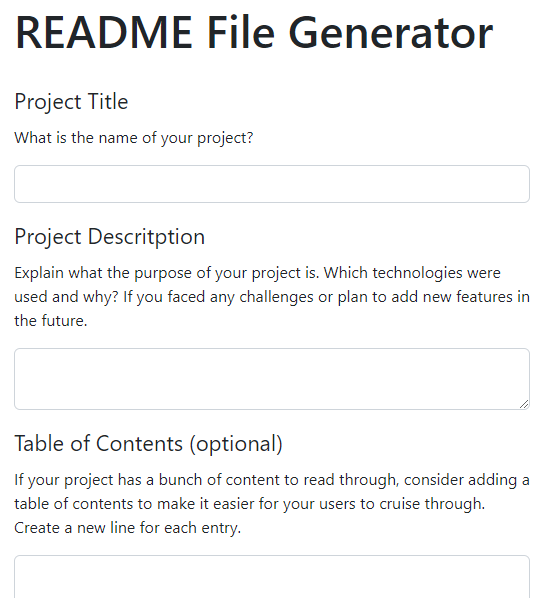 README File Generator
Project Title
What is the name of your project?
Project Descritption
Explain what the purpose of your project is. Which technologies were
used and why? If you faced any challenges or plan to add new features in
the future.
Table of Contents (optional)
If your project has a bunch of content to read through, consider adding a
table of contents to make it easier for your users to cruise through.
Create a new line for each entry.